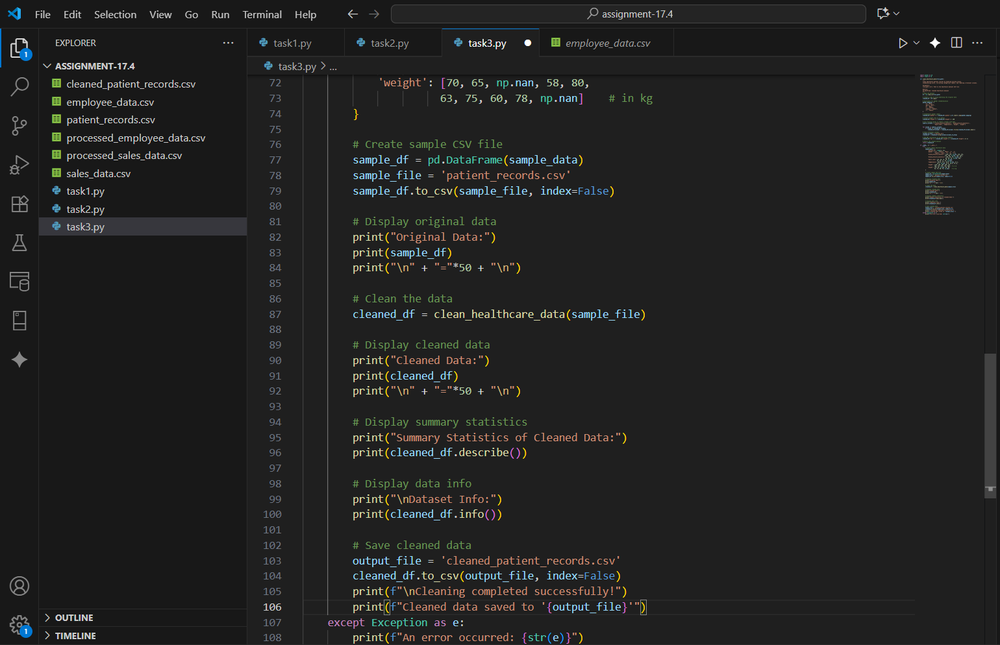 File Edit Selection View Go Run Terminal Help
assignment-17.4
EXPLORER
ASSIGNMENT-17.4
cleaned_patient_records.csv
employee_data.csv
patient_records.csv
processed_employee_data.csv
processed_sales_data.csv
sales_data.csv
task1.py
task2.py
task3.py
OUTLINE
TIMELINE
1
1
task1.py task2.py task3.py employee_data.csv
task3.py > ...
72 'weight': [70, 65, np.nan, 58, 80,
73 63, 75, 60, 78, np.nan] # in kg
74 }
75
76 # Create sample CSV file
77 sample_df = pd.DataFrame(sample_data)
78 sample_file = 'patient_records.csv'
79 sample_df.to_csv(sample_file, index=False)
80
81 # Display original data
82 print("Original Data:")
83 print(sample_df)
84 print("\n" + "="*50 + "\n")
85
86 # Clean the data
87 cleaned_df = clean_healthcare_data(sample_file)
88
89 # Display cleaned data
90 print("Cleaned Data:")
91 print(cleaned_df)
92 print("\n" + "="*50 + "\n")
93
94 # Display summary statistics
95 print("Summary Statistics of Cleaned Data:")
96 print(cleaned_df.describe())
97
98 # Display data info
99 print("\nDataset Info:")
100 print(cleaned_df.info())
101
102 # Save cleaned data
103 output_file = 'cleaned_patient_records.csv'
104 cleaned_df.to_csv(output_file, index=False)
105 print(f"\nCleaning completed successfully!")
106 print(f"Cleaned data saved to '{output_file}'")
107 except Exception as e:
108 print(f"An error occurred: {str(e)}")